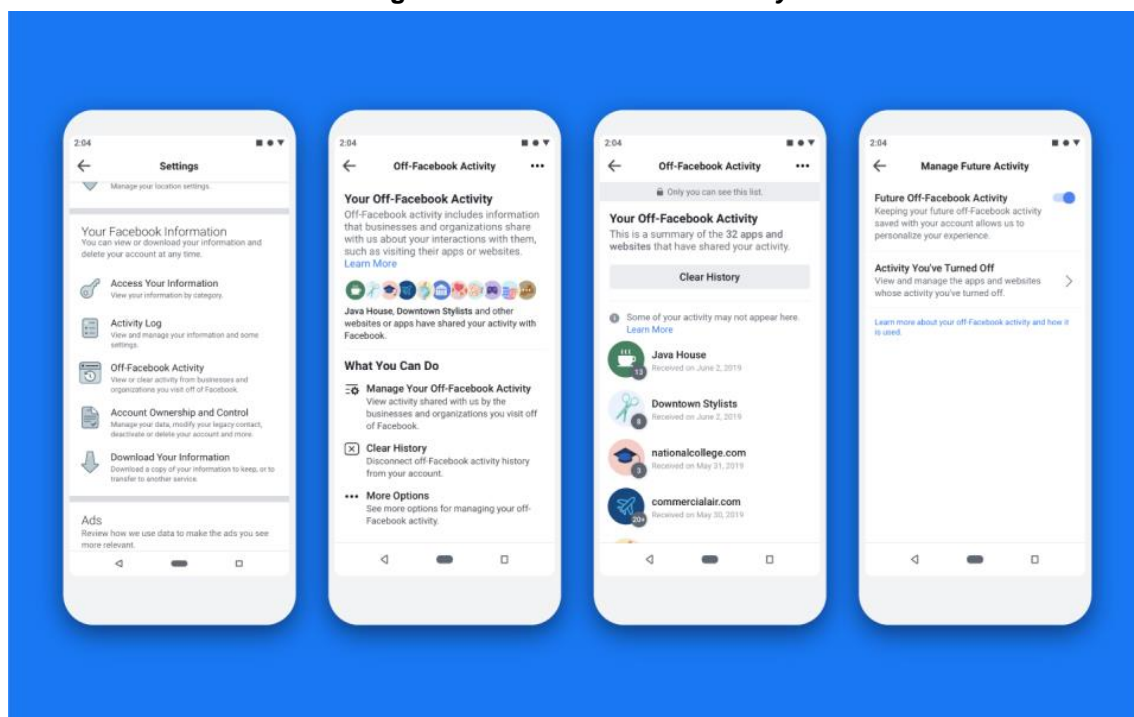 2:04
Settings
Manage your location settings.
Your Facebook Information
You can view or download your information and
delete your account at any time.
Access Your Information
View your information by category.
Activity Log
View and manage your information and some
settings.
Off-Facebook Activity
View or clear activity from businesses and
organizations you visit off of Facebook.
Account Ownership and Control
Manage your data, modify your legacy contact,
deactivate or delete your account and more.
Download Your Information
Download a copy of your information to keep, or to
transfer to another service.
Ads
Review how we use data to make the ads you see
more relevant.
2:04
Off-Facebook Activity
Your Off-Facebook Activity
Off-Facebook activity includes information
that businesses and organizations share
with us about your interactions with them,
such as visiting their apps or websites.
Learn More
Java House, Downtown Stylists and other
websites or apps have shared your activity with
Facebook.
What You Can Do
Manage Your Off-Facebook Activity
View activity shared with us by the
businesses and organizations you visit off
of Facebook.
Clear History
Disconnect off-Facebook activity history
from your account.
More Options
See more options for managing your off-
Facebook activity.
2:04
Off-Facebook Activity
Only you can see this list.
Your Off-Facebook Activity
This is a summary of the 32 apps and
websites that have shared your activity.
Clear History
Some of your activity may not appear here.
Learn More
Java House
13
Received on June 2, 2019
Downtown Stylists
8
Received on June 2, 2019
nationalcollege.com
3
Received on May 31, 2019
commercialair.com
20+
Received on May 30, 2019
2:04
Manage Future Activity
Future Off-Facebook Activity
Keeping your future off-Facebook activity
saved with your account allows us to
personalize your experience.
Activity You've Turned Off
View and manage the apps and websites
whose activity you've turned off.
Learn more about your off-Facebook activity and how it
is used.